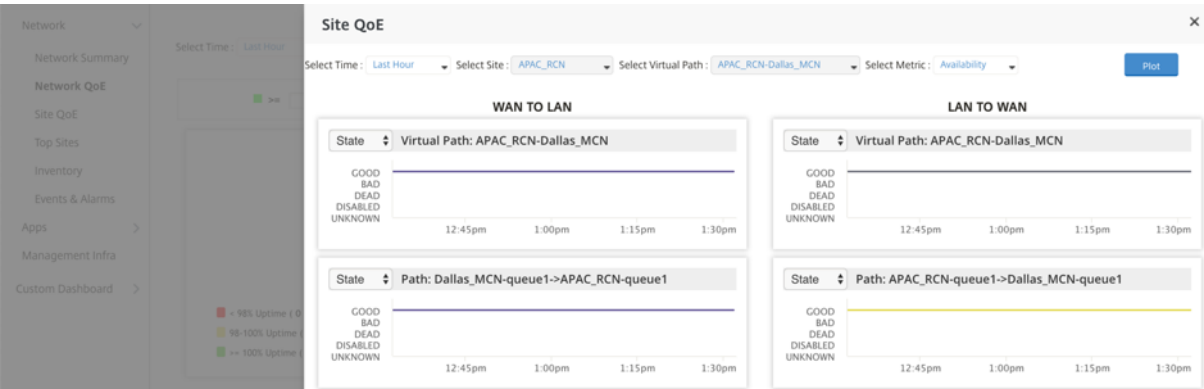 Network
Network Summary
Network QoE
Site QoE
Top Sites
Inventory
Events & Alarms
Apps
Management Infra
Custom Dashboard
Select Time : Last Hour
>=
< 98% Uptime ( 0
98-100% Uptime (
>= 100% Uptime (
Site QoE
Select Time : Last Hour Select Site : APAC_RCN Select Virtual Path : APAC_RCN-Dallas_MCN Select Metric : Availability Plot
WAN TO LAN
State Virtual Path: APAC_RCN-Dallas_MCN
GOOD
BAD
DEAD
DISABLED
UNKNOWN
12:45pm 1:00pm 1:15pm 1:30pm
State Path: Dallas_MCN-queue1->APAC_RCN-queue1
GOOD
BAD
DEAD
DISABLED
UNKNOWN
12:45pm 1:00pm 1:15pm 1:30pm
LAN TO WAN
State Virtual Path: APAC_RCN-Dallas_MCN
GOOD
BAD
DEAD
DISABLED
UNKNOWN
12:45pm 1:00pm 1:15pm 1:30pm
State Path: APAC_RCN-queue1->Dallas_MCN-queue1
GOOD
BAD
DEAD
DISABLED
UNKNOWN
12:45pm 1:00pm 1:15pm 1:30pm